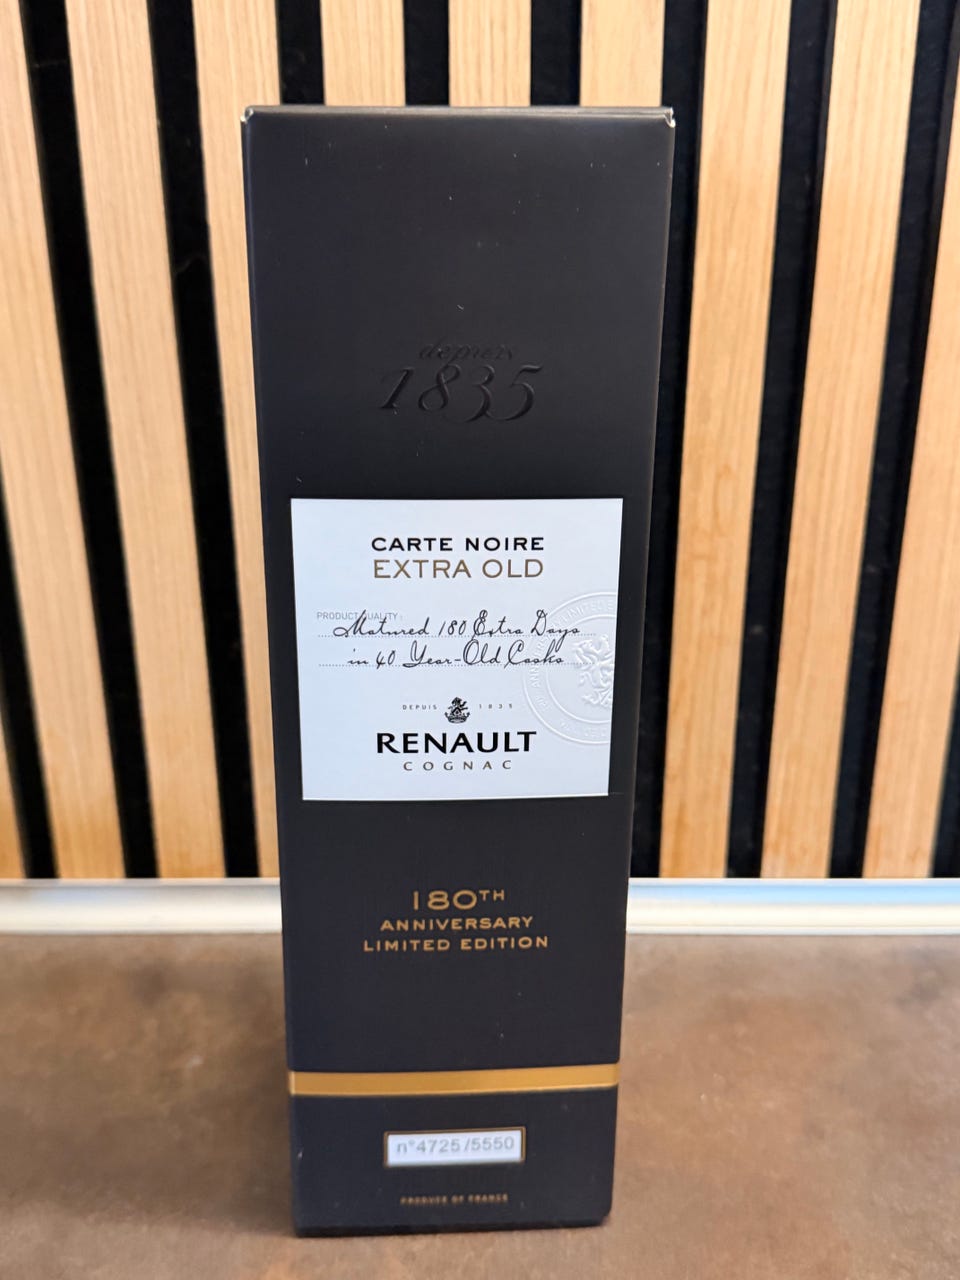 depuis
1835
CARTE NOIRE
EXTRA OLD
PRODUCT QUALITY :
Matured 180 Extra Days
in 40 Year-Old Casks
DEPUIS 1835
RENAULT
COGNAC
180TH
ANNIVERSARY
LIMITED EDITION
n°4725/5550
PRODUCE OF FRANCE